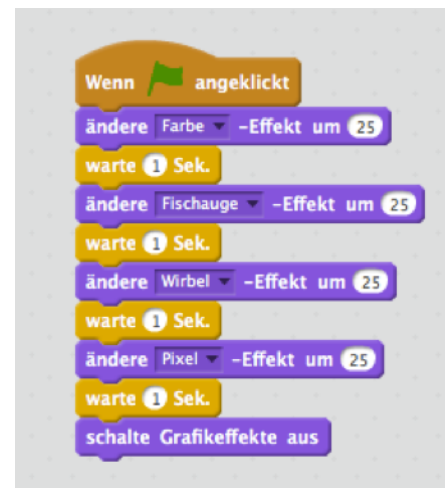 Wenn angeklickt
ändere Farbe -Effekt um 25
warte 1 Sek.
ändere Fischauge -Effekt um 25
warte 1 Sek.
ändere Wirbel -Effekt um 25
warte 1 Sek.
ändere Pixel -Effekt um 25
warte 1 Sek.
schalte Grafikeffekte aus